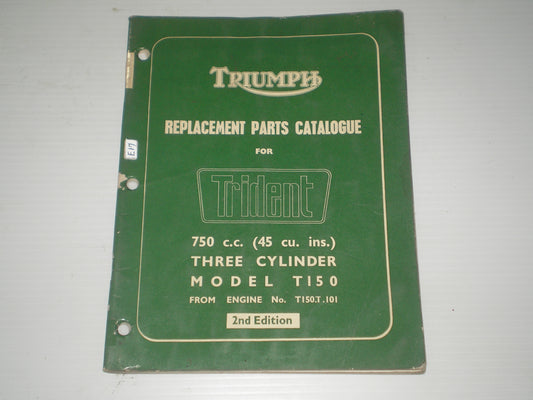 TRIUMPH
REPLACEMENT PARTS CATALOGUE
FOR
Trident
750 c.c. (45 cu. ins.)
THREE CYLINDER
MODEL T150
FROM ENGINE No. T150.T.101
2nd Edition
E17